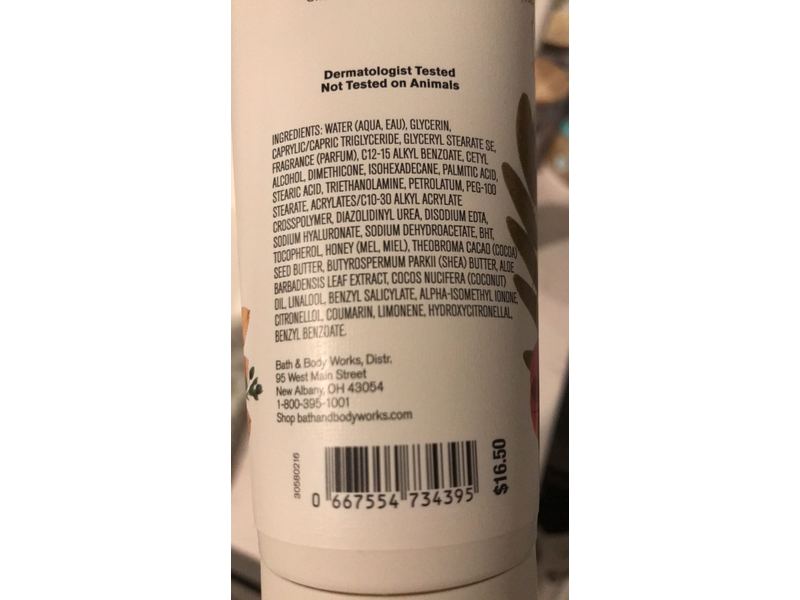 Dermatologist Tested
Not Tested on Animals
INGREDIENTS: WATER (AQUA, EAU), GLYCERIN,
CAPRYLIC/CAPRIC TRIGLYCERIDE, GLYCERYL STEARATE SE,
FRAGRANCE (PARFUM), C12-15 ALKYL BENZOATE, CETYL
ALCOHOL, DIMETHICONE, ISOHEXADECANE, PALMITIC ACID,
STEARIC ACID, TRIETHANOLAMINE, PETROLATUM, PEG-100
STEARATE, ACRYLATES/C10-30 ALKYL ACRYLATE
CROSSPOLYMER, DIAZOLIDINYL UREA, DISODIUM EDTA,
SODIUM HYALURONATE, SODIUM DEHYDROACETATE, BHT,
TOCOPHEROL, HONEY (MEL, MIEL), THEOBROMA CACAO (COCOA)
SEED BUTTER, BUTYROSPERMUM PARKII (SHEA) BUTTER, ALOE
BARBADENSIS LEAF EXTRACT, COCOS NUCIFERA (COCONUT)
OIL, LINALOOL, BENZYL SALICYLATE, ALPHA-ISOMETHYL IONONE,
CITRONELLOL, COUMARIN, LIMONENE, HYDROXYCITRONELLAL,
BENZYL BENZOATE.
Bath & Body Works, Distr.
95 West Main Street
New Albany, OH 43054
1-800-395-1001
Shop bathandbodyworks.com
30580216
0 667554 734395
$16.50